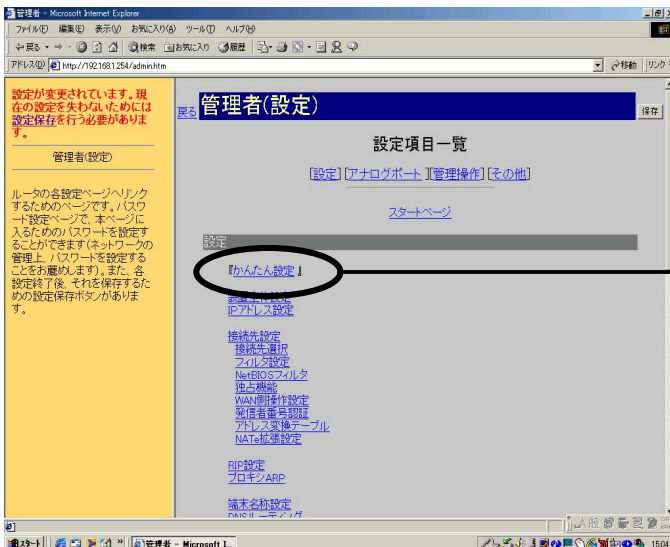 管理者 - Microsoft Internet Explorer
ファイル(F) 編集(E) 表示(V) お気に入り(A) ツール(T) ヘルプ(H)
戻る 検索 お気に入り 履歴
アドレス(D) http://192.168.1.254/admin.htm 移動 リンク
設定が変更されています。現
在の設定を失わないためには
設定保存を行う必要がありま
す。
管理者(設定)
ルータの各設定ページへリンク
するためのページです。パスワ
ード設定ページで、本ページに
入るためのパスワードを設定す
ることができます(ネットワークの
管理上、パスワードを設定する
ことをお薦めします)。また、各
設定終了後、それを保存するた
めの設定保存ボタンがありま
す。
戻る 管理者(設定) 保存
設定項目一覧
[設定] [アナログポート ] [管理操作] [その他]
スタートページ
設定
『かんたん設定 』
装置全体設定
IPアドレス設定
接続先設定
接続先選択
フィルタ設定
NetBIOSフィルタ
独占機能
WAN側操作設定
発信者番号認証
アドレス変換テーブル
NATe拡張設定
RIP設定
プロキシARP
端末名称設定
DNSルーティング
スタート 管理者 - Microsoft I... 15:04